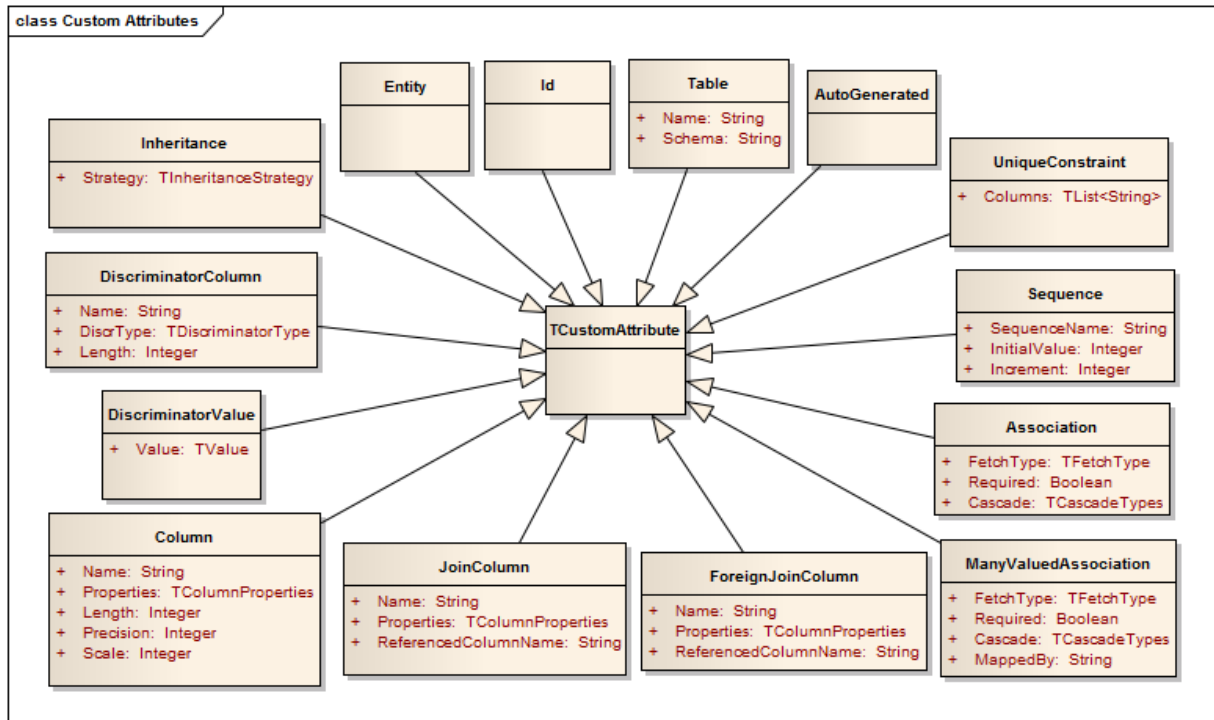 class Custom Attributes
Entity
Id
Table
+ Name: String
+ Schema: String
AutoGenerated
Inheritance
+ Strategy: TInheritanceStrategy
UniqueConstraint
+ Columns: TList<String>
DiscriminatorColumn
+ Name: String
+ DiscrType: TDiscriminatorType
+ Length: Integer
TCustomAttribute
Sequence
+ SequenceName: String
+ InitialValue: Integer
+ Increment: Integer
DiscriminatorValue
+ Value: TValue
Association
+ FetchType: TFetchType
+ Required: Boolean
+ Cascade: TCascadeTypes
Column
+ Name: String
+ Properties: TColumnProperties
+ Length: Integer
+ Precision: Integer
+ Scale: Integer
JoinColumn
+ Name: String
+ Properties: TColumnProperties
+ ReferencedColumnName: String
ForeignJoinColumn
+ Name: String
+ Properties: TColumnProperties
+ ReferencedColumnName: String
ManyValuedAssociation
+ FetchType: TFetchType
+ Required: Boolean
+ Cascade: TCascadeTypes
+ MappedBy: String